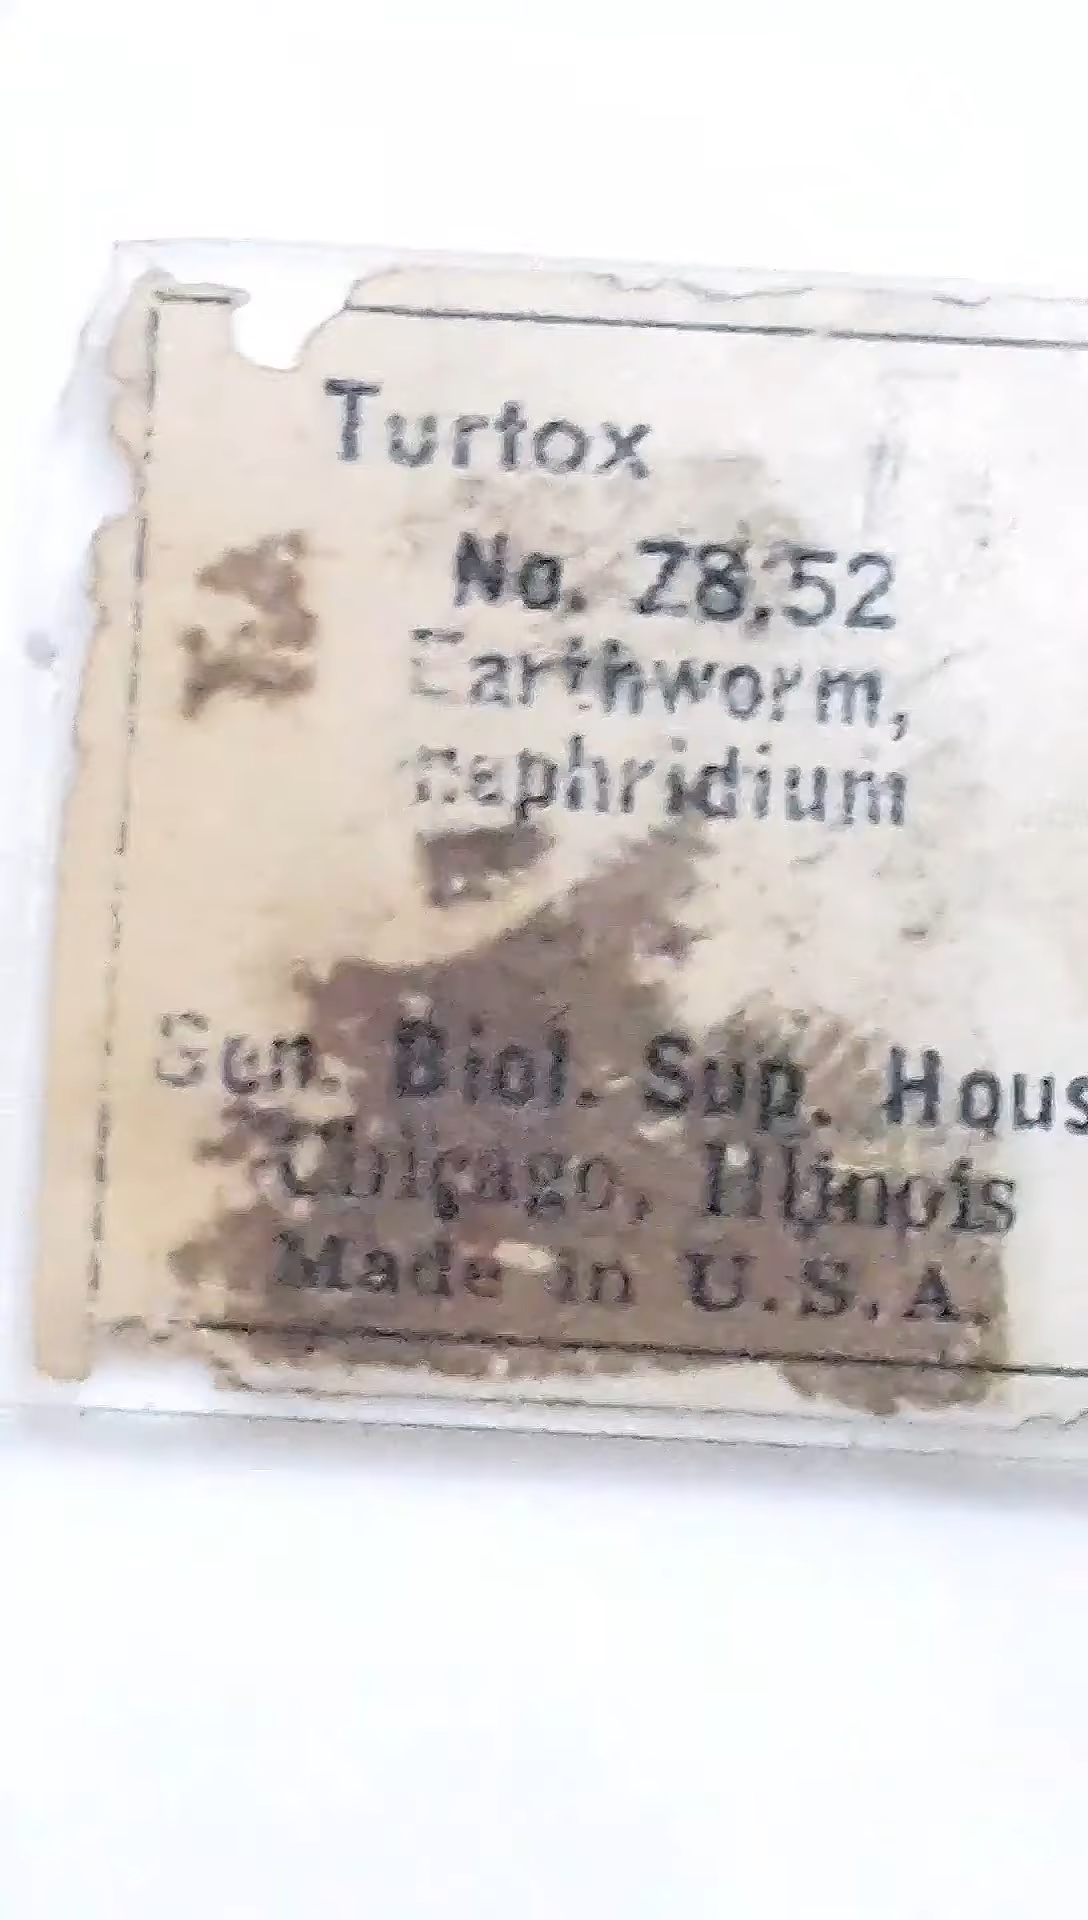 Turtox
No. Z8.52
Earthworm,
nephridium
Gen. Biol. Sup. Hous
Chicago, Illinois
Made in U.S.A.